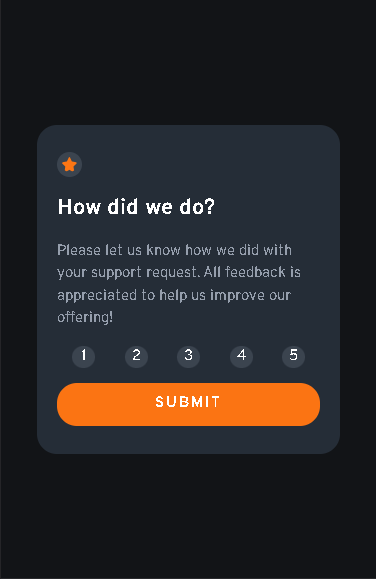 How did we do?
Please let us know how we did with
your support request. All feedback is
appreciated to help us improve our
offering!
1 2 3 4 5
SUBMIT